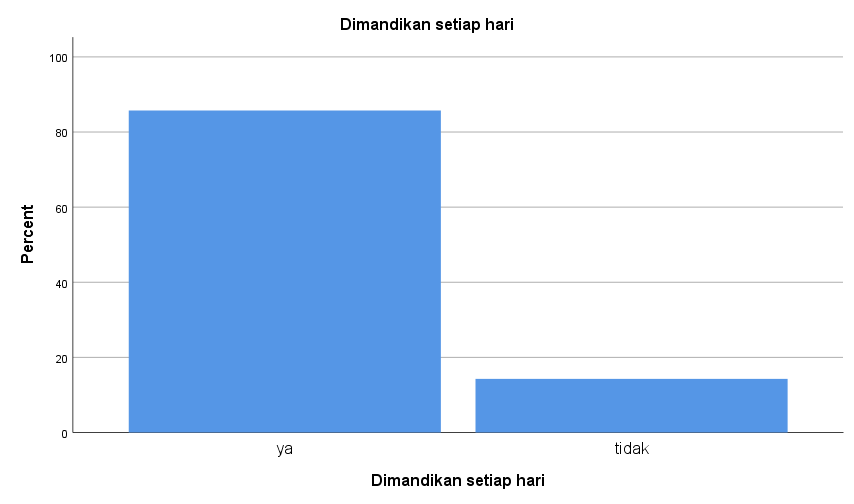 Dimandikan setiap hari
Percent
100
80
60
40
20
0
ya
tidak
Dimandikan setiap hari